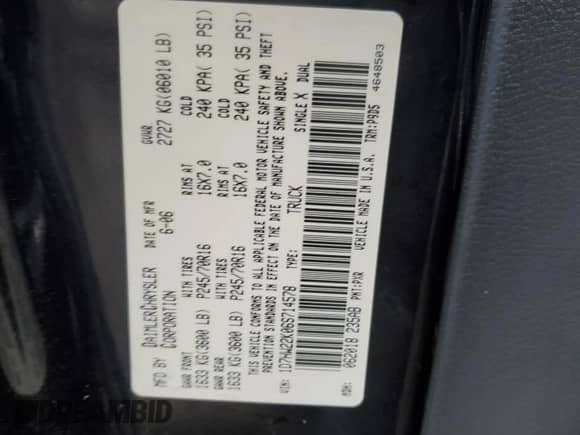 MFD BY DAIMLERCHRYSLER CORPORATION
DATE OF MFR 6-06
GVWR 2727 KG(06010 LB)
GAWR FRONT WITH TIRES RIMS AT COLD
1633 KG(3600 LB) P245/70R16 16X7.0 240 KPA( 35 PSI)
GAWR REAR WITH TIRES RIMS AT COLD
1633 KG(3600 LB) P245/70R16 16X7.0 240 KPA( 35 PSI)
THIS VEHICLE CONFORMS TO ALL APPLICABLE FEDERAL MOTOR VEHICLE SAFETY AND THEFT
PREVENTION STANDARDS IN EFFECT ON THE DATE OF MANUFACTURE SHOWN ABOVE.
VIN: 1D7HW22K06S714578 TYPE: TRUCK SINGLE X DUAL
MDH: 062018 235AB PNT:PXR VEHICLE MADE IN U.S.A. TRM:P9D5 4648503